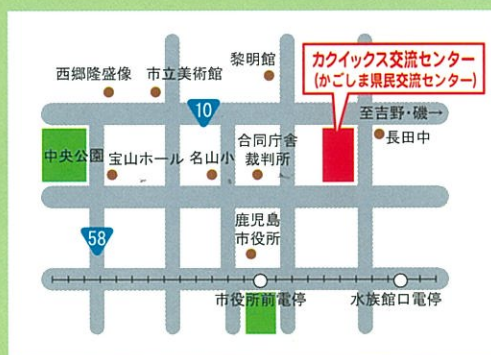 カクイックス交流センター
(かごしま県民交流センター)
黎明館
西郷隆盛像
市立美術館
10
至吉野・磯→
長田中
中央公園
宝山ホール
名山小
合同庁舎
裁判所
58
鹿児島
市役所
市役所前電停
水族館口電停